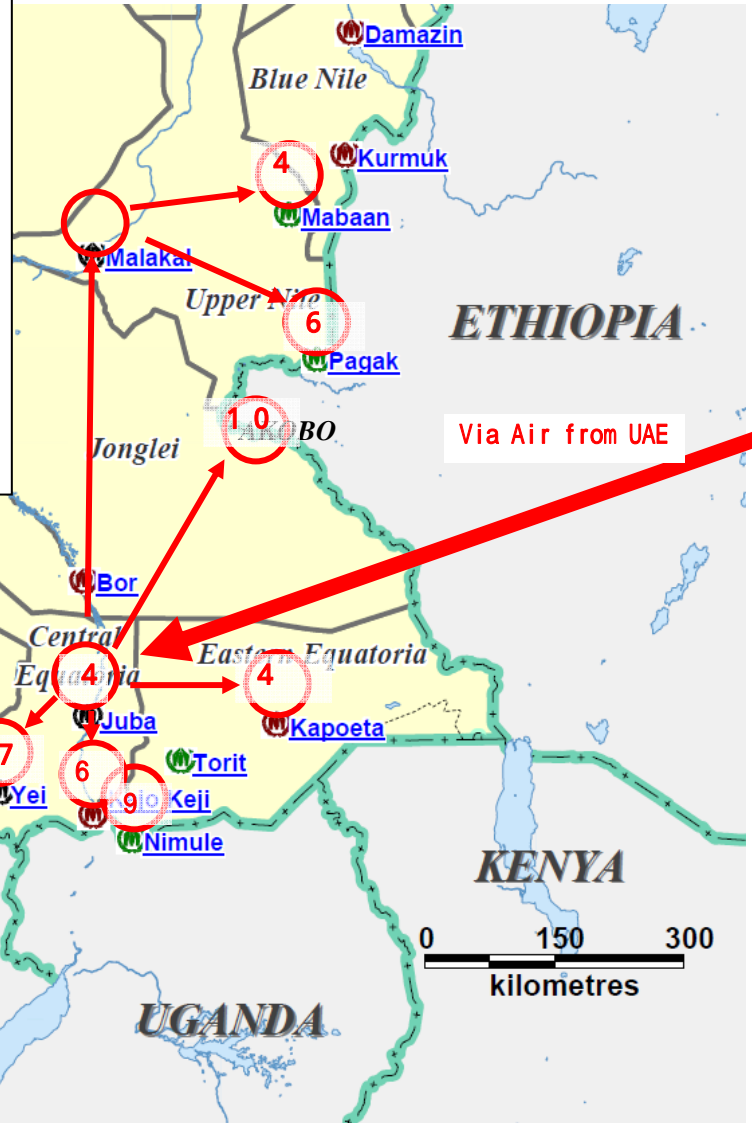 Damazin
Blue Nile
4
Kurmuk
Mabaan
Malakal
Upper Nile
ETHIOPIA
6
Pagak
10
AKOBO
Via Air from UAE
Jonglei
Bor
Central
Equatoria
4
Eastern Equatoria
4
Juba
Kapoeta
7
6
Torit
Yei
9
Kajo Keji
Nimule
KENYA
0 150 300
kilometres
UGANDA